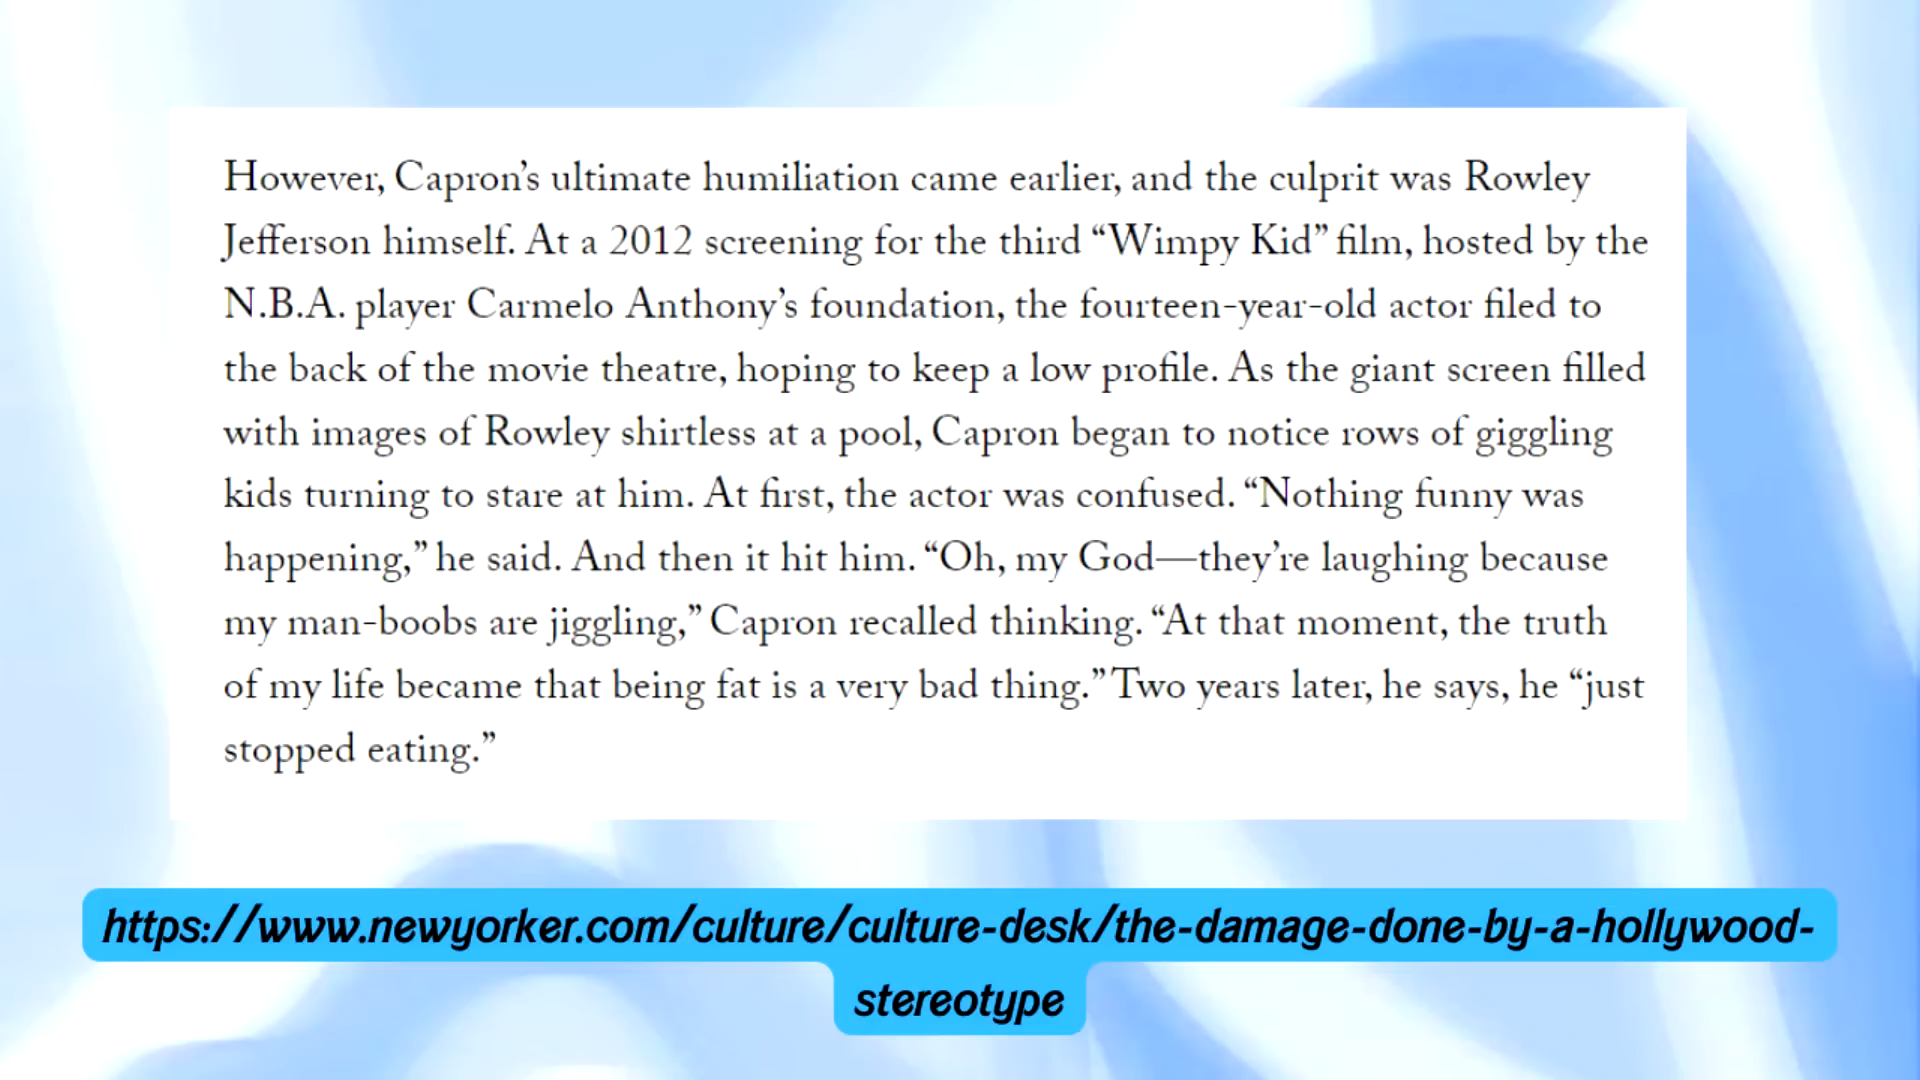 However, Capron’s ultimate humiliation came earlier, and the culprit was Rowley
Jefferson himself. At a 2012 screening for the third “Wimpy Kid” film, hosted by the
N.B.A. player Carmelo Anthony’s foundation, the fourteen-year-old actor filed to
the back of the movie theatre, hoping to keep a low profile. As the giant screen filled
with images of Rowley shirtless at a pool, Capron began to notice rows of giggling
kids turning to stare at him. At first, the actor was confused. “Nothing funny was
happening,” he said. And then it hit him. “Oh, my God—they’re laughing because
my man-boobs are jiggling,” Capron recalled thinking. “At that moment, the truth
of my life became that being fat is a very bad thing.” Two years later, he says, he “just
stopped eating.”
https://www.newyorker.com/culture/culture-desk/the-damage-done-by-a-hollywood-
stereotype